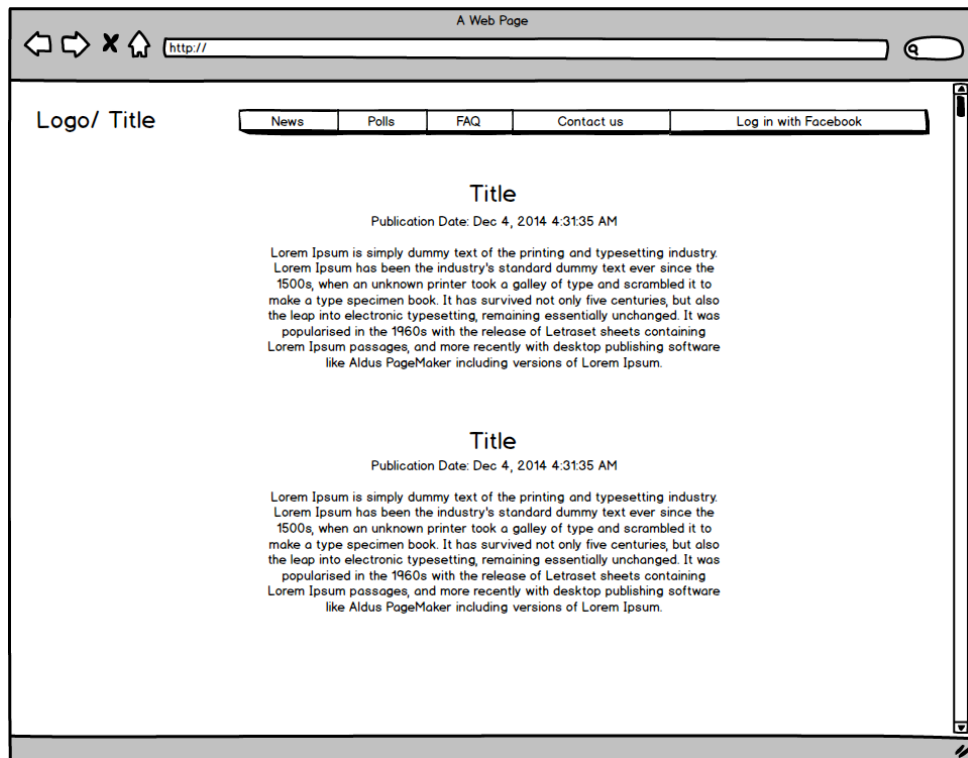 A Web Page
http://
Logo/ Title
News Polls FAQ Contact us Log in with Facebook
Title
Publication Date: Dec 4, 2014 4:31:35 AM
Lorem Ipsum is simply dummy text of the printing and typesetting industry.
Lorem Ipsum has been the industry's standard dummy text ever since the
1500s, when an unknown printer took a galley of type and scrambled it to
make a type specimen book. It has survived not only five centuries, but also
the leap into electronic typesetting, remaining essentially unchanged. It was
popularised in the 1960s with the release of Letraset sheets containing
Lorem Ipsum passages, and more recently with desktop publishing software
like Aldus PageMaker including versions of Lorem Ipsum.
Title
Publication Date: Dec 4, 2014 4:31:35 AM
Lorem Ipsum is simply dummy text of the printing and typesetting industry.
Lorem Ipsum has been the industry's standard dummy text ever since the
1500s, when an unknown printer took a galley of type and scrambled it to
make a type specimen book. It has survived not only five centuries, but also
the leap into electronic typesetting, remaining essentially unchanged. It was
popularised in the 1960s with the release of Letraset sheets containing
Lorem Ipsum passages, and more recently with desktop publishing software
like Aldus PageMaker including versions of Lorem Ipsum.